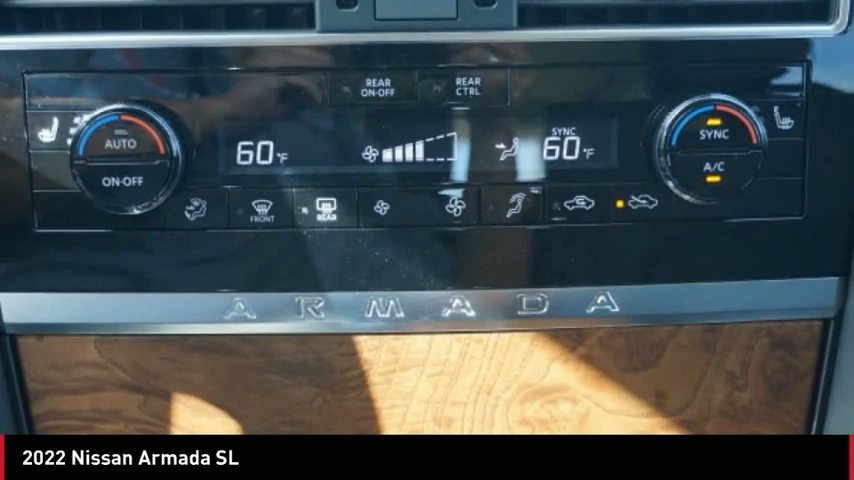 REAR
ON-OFF
REAR
CTRL
AUTO
ON-OFF
60°F
SYNC
60°F
SYNC
A/C
FRONT
REAR
ARMADA
2022 Nissan Armada SL